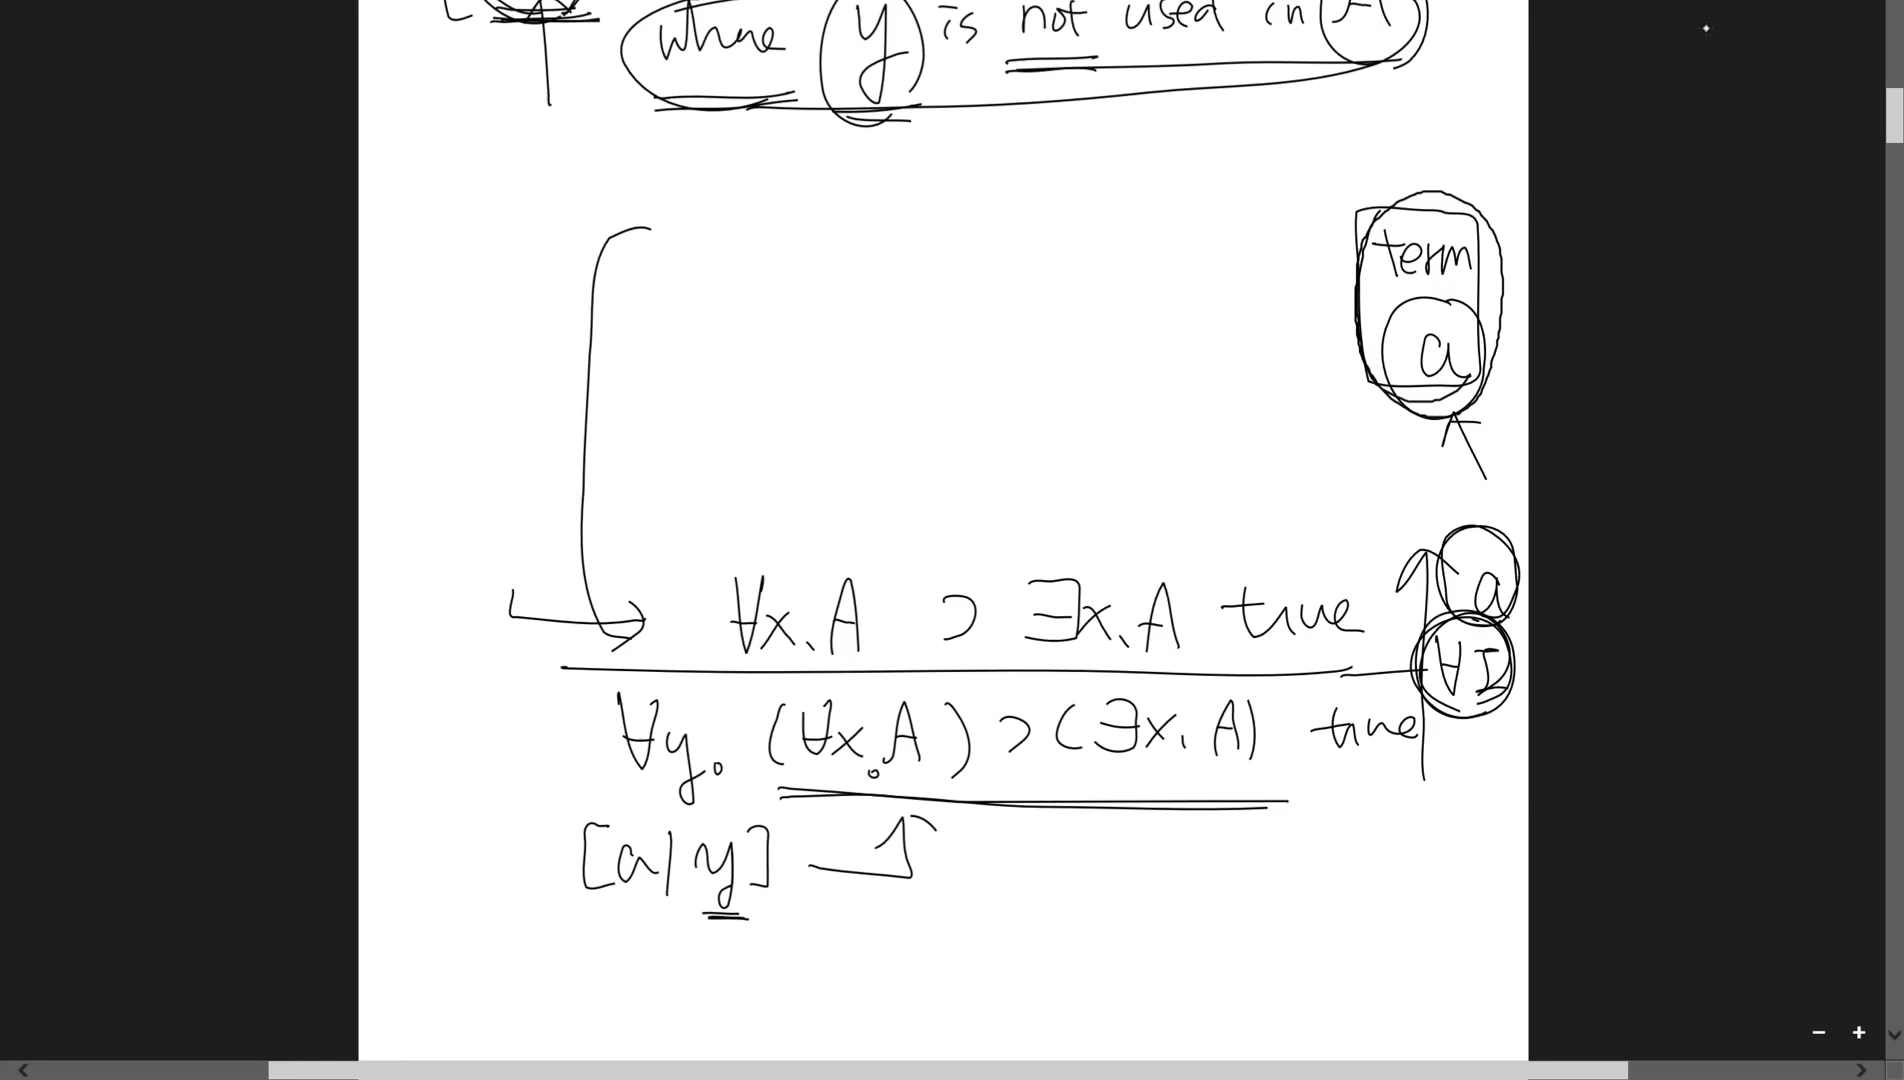 where y is not used in A
term
a
∀x. A ⊃ ∃x. A true
a
∀I
∀y. (∀x. A) ⊃ (∃x. A) true
[a/y]